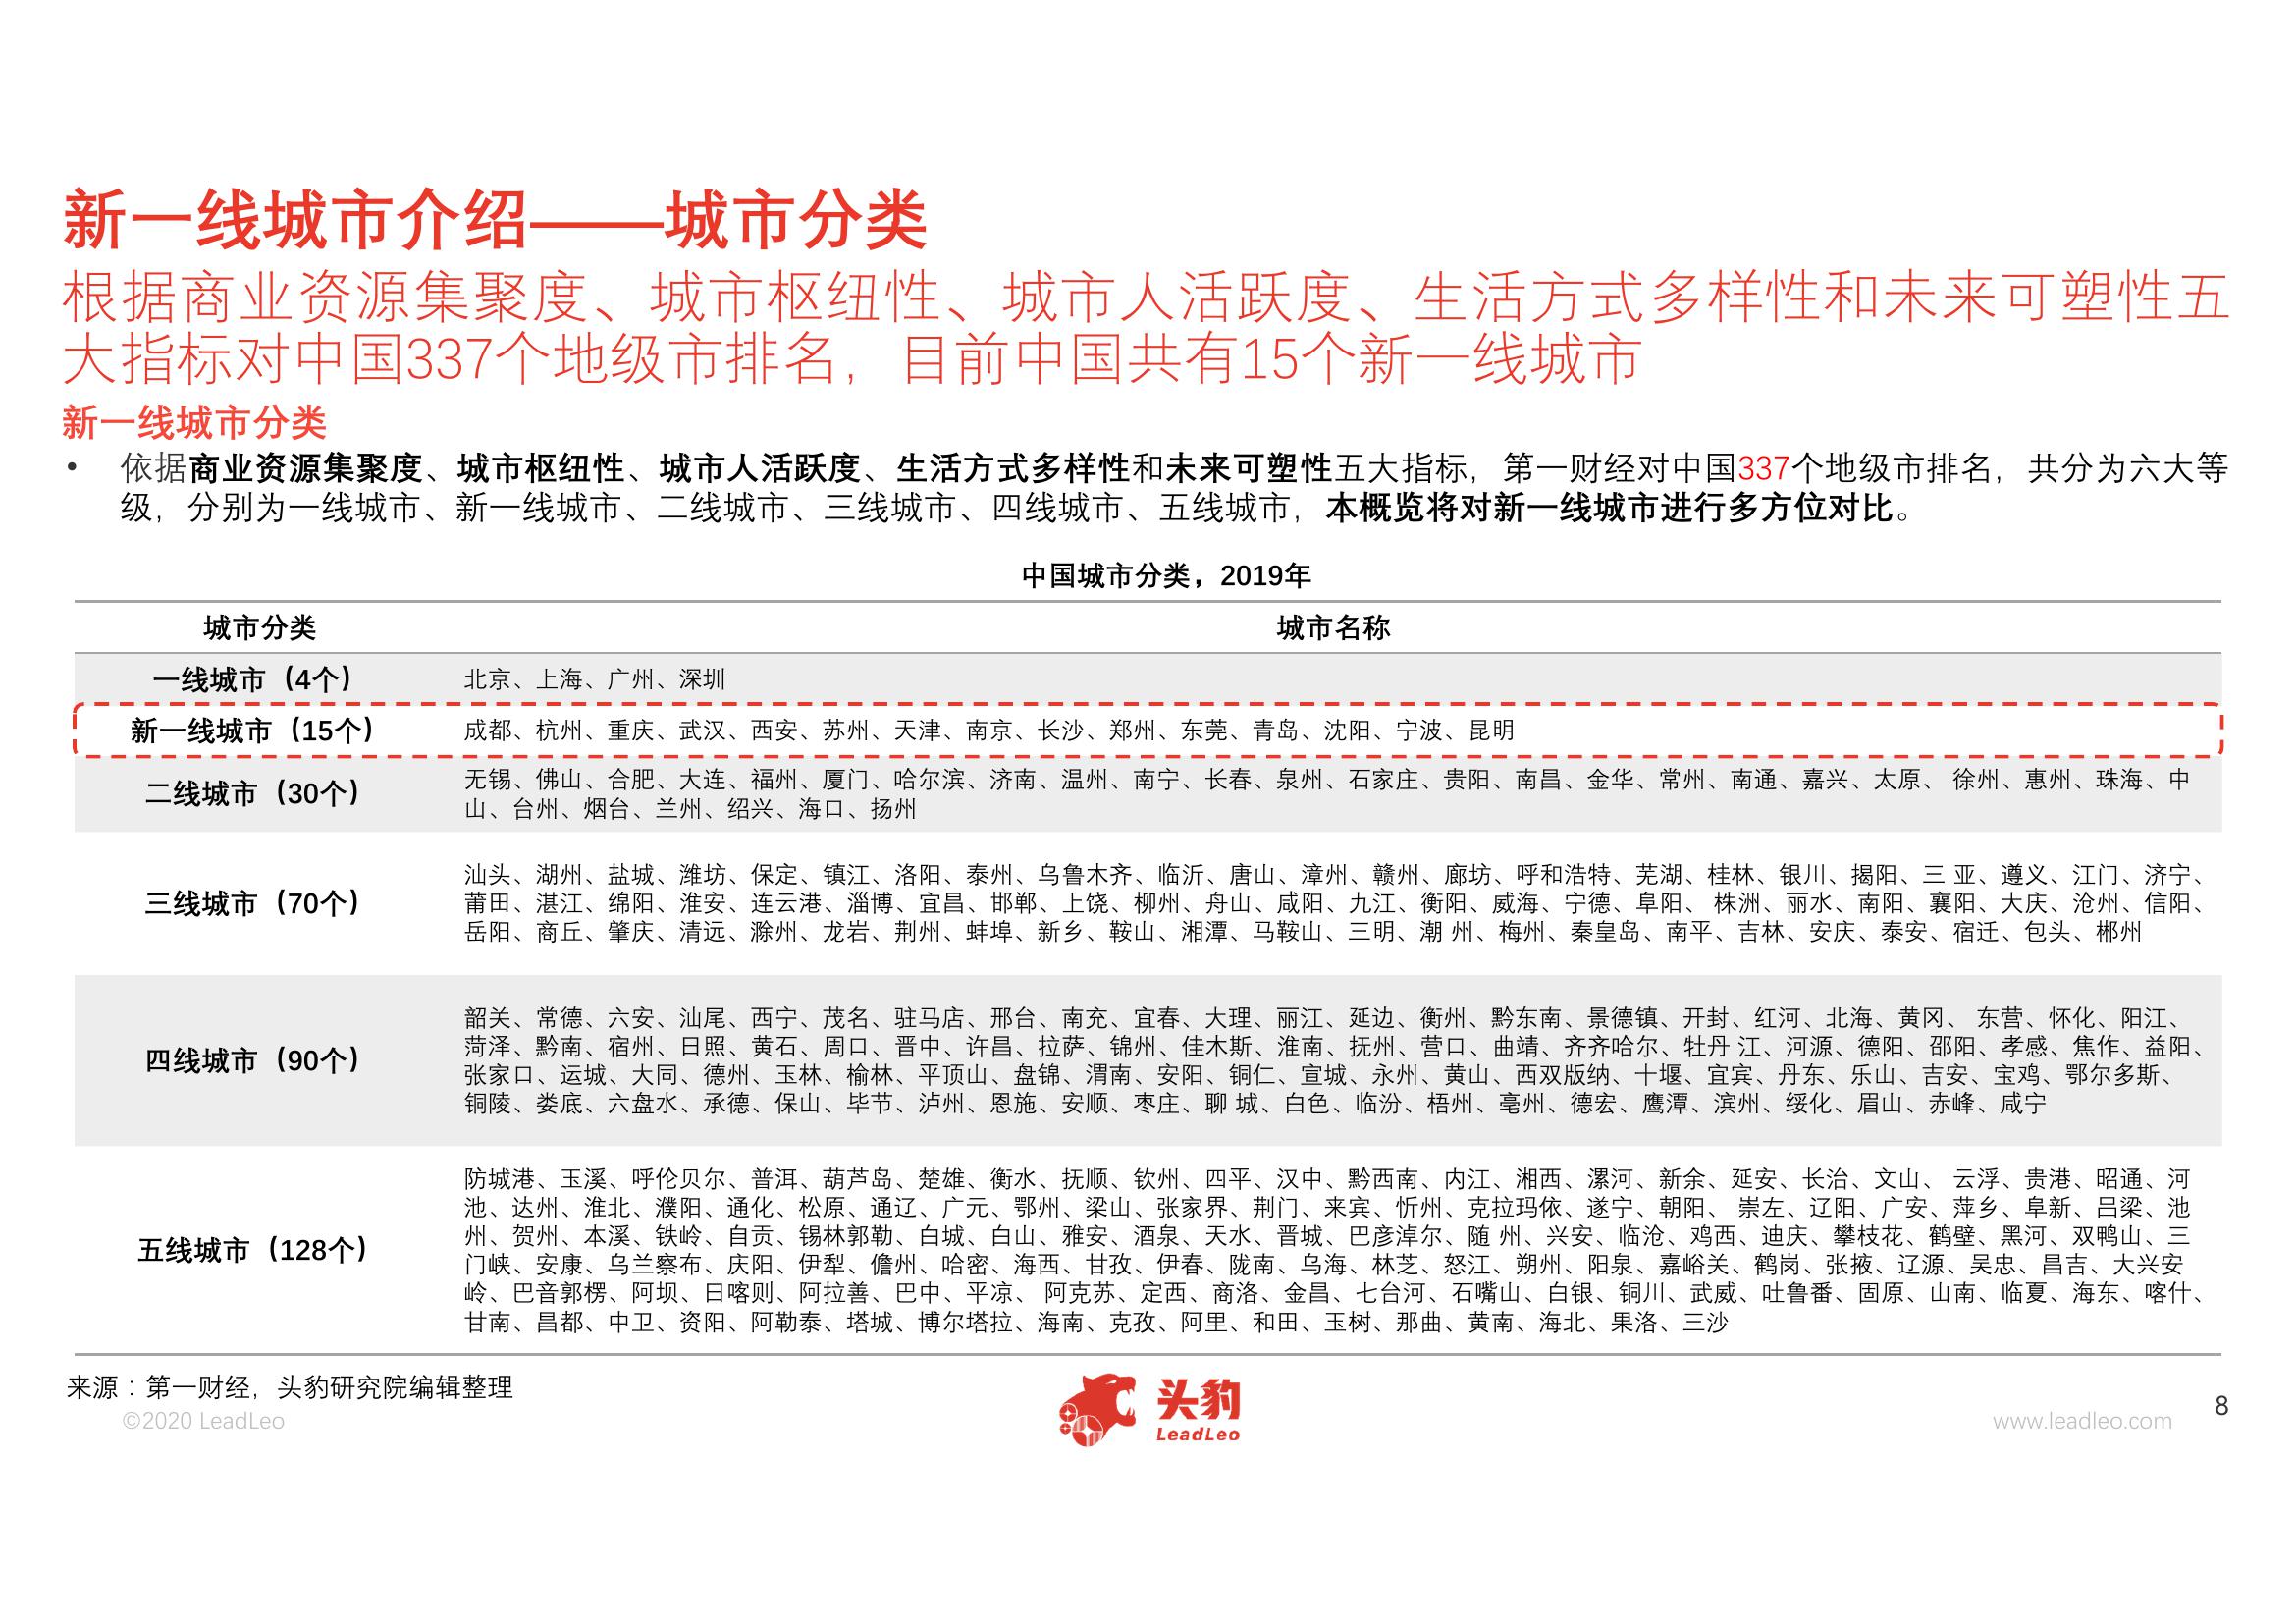 新一线城市介绍——城市分类
根据商业资源集聚度、城市枢纽性、城市人活跃度、生活方式多样性和未来可塑性五
大指标对中国337个地级市排名，目前中国共有15个新一线城市
新一线城市分类
• 依据商业资源集聚度、城市枢纽性、城市人活跃度、生活方式多样性和未来可塑性五大指标，第一财经对中国337个地级市排名，共分为六大等
级，分别为一线城市、新一线城市、二线城市、三线城市、四线城市、五线城市，本概览将对新一线城市进行多方位对比。
中国城市分类，2019年
城市分类 城市名称
一线城市（4个） 北京、上海、广州、深圳
新一线城市（15个） 成都、杭州、重庆、武汉、西安、苏州、天津、南京、长沙、郑州、东莞、青岛、沈阳、宁波、昆明
二线城市（30个）
无锡、佛山、合肥、大连、福州、厦门、哈尔滨、济南、温州、南宁、长春、泉州、石家庄、贵阳、南昌、金华、常州、南通、嘉兴、太原、 徐州、惠州、珠海、中
山、台州、烟台、兰州、绍兴、海口、扬州
三线城市（70个）
汕头、湖州、盐城、潍坊、保定、镇江、洛阳、泰州、乌鲁木齐、临沂、唐山、漳州、赣州、廊坊、呼和浩特、芜湖、桂林、银川、揭阳、三 亚、遵义、江门、济宁、
莆田、湛江、绵阳、淮安、连云港、淄博、宜昌、邯郸、上饶、柳州、舟山、咸阳、九江、衡阳、威海、宁德、阜阳、 株洲、丽水、南阳、襄阳、大庆、沧州、信阳、
岳阳、商丘、肇庆、清远、滁州、龙岩、荆州、蚌埠、新乡、鞍山、湘潭、马鞍山、三明、潮 州、梅州、秦皇岛、南平、吉林、安庆、泰安、宿迁、包头、郴州
四线城市（90个）
韶关、常德、六安、汕尾、西宁、茂名、驻马店、邢台、南充、宜春、大理、丽江、延边、衢州、黔东南、景德镇、开封、红河、北海、黄冈、 东营、怀化、阳江、
菏泽、黔南、宿州、日照、黄石、周口、晋中、许昌、拉萨、锦州、佳木斯、淮南、抚州、营口、曲靖、齐齐哈尔、牡丹 江、河源、德阳、邵阳、孝感、焦作、益阳、
张家口、运城、大同、德州、玉林、榆林、平顶山、盘锦、渭南、安阳、铜仁、宣城、永州、黄山、西双版纳、十堰、宜宾、丹东、乐山、吉安、宝鸡、鄂尔多斯、
铜陵、娄底、六盘水、承德、保山、毕节、泸州、恩施、安顺、枣庄、聊 城、白色、临汾、梧州、亳州、德宏、鹰潭、滨州、绥化、眉山、赤峰、咸宁
五线城市（128个）
防城港、玉溪、呼伦贝尔、普洱、葫芦岛、楚雄、衡水、抚顺、钦州、四平、汉中、黔西南、内江、湘西、漯河、新余、延安、长治、文山、 云浮、贵港、昭通、河
池、达州、淮北、濮阳、通化、松原、通辽、广元、鄂州、梁山、张家界、荆门、来宾、忻州、克拉玛依、遂宁、朝阳、 崇左、辽阳、广安、萍乡、阜新、吕梁、池
州、贺州、本溪、铁岭、自贡、锡林郭勒、白城、白山、雅安、酒泉、天水、晋城、巴彦淖尔、随 州、兴安、临沧、鸡西、迪庆、攀枝花、鹤壁、黑河、双鸭山、三
门峡、安康、乌兰察布、庆阳、伊犁、儋州、哈密、海西、甘孜、伊春、陇南、乌海、林芝、怒江、朔州、阳泉、嘉峪关、鹤岗、张掖、辽源、吴忠、昌吉、大兴安
岭、巴音郭楞、阿坝、日喀则、阿拉善、巴中、平凉、 阿克苏、定西、商洛、金昌、七台河、石嘴山、白银、铜川、武威、吐鲁番、固原、山南、临夏、海东、喀什、
甘南、昌都、中卫、资阳、阿勒泰、塔城、博尔塔拉、海南、克孜、阿里、和田、玉树、那曲、黄南、海北、果洛、三沙
来源：第一财经，头豹研究院编辑整理
©2020 LeadLeo
头豹
LeadLeo
www.leadleo.com
8